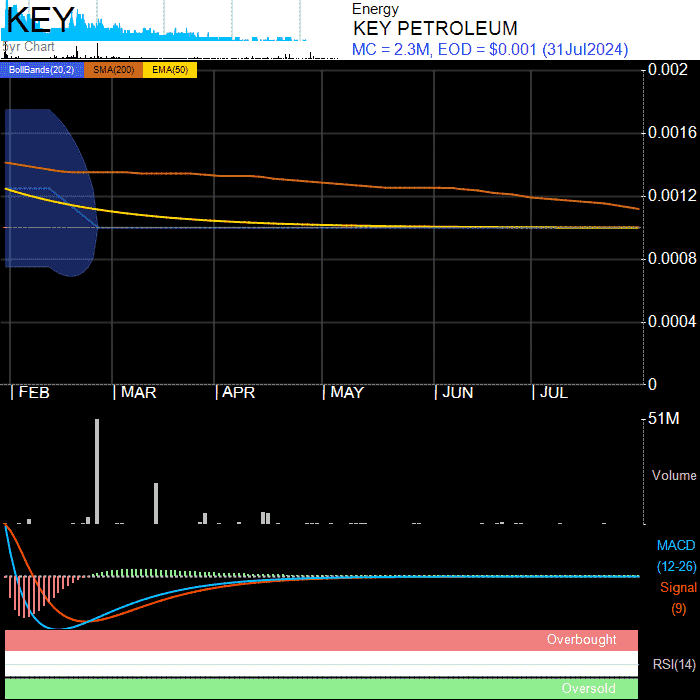 KEY
5yr Chart
Energy
KEY PETROLEUM
MC = 2.3M, EOD = $0.001 (31Jul2024)
BollBands(20,2) SMA(200) EMA(50)
0.002
0.0016
0.0012
0.0008
0.0004
0
FEB MAR APR MAY JUN JUL
51M
Volume
MACD
(12-26)
Signal
(9)
Overbought
RSI(14)
Oversold